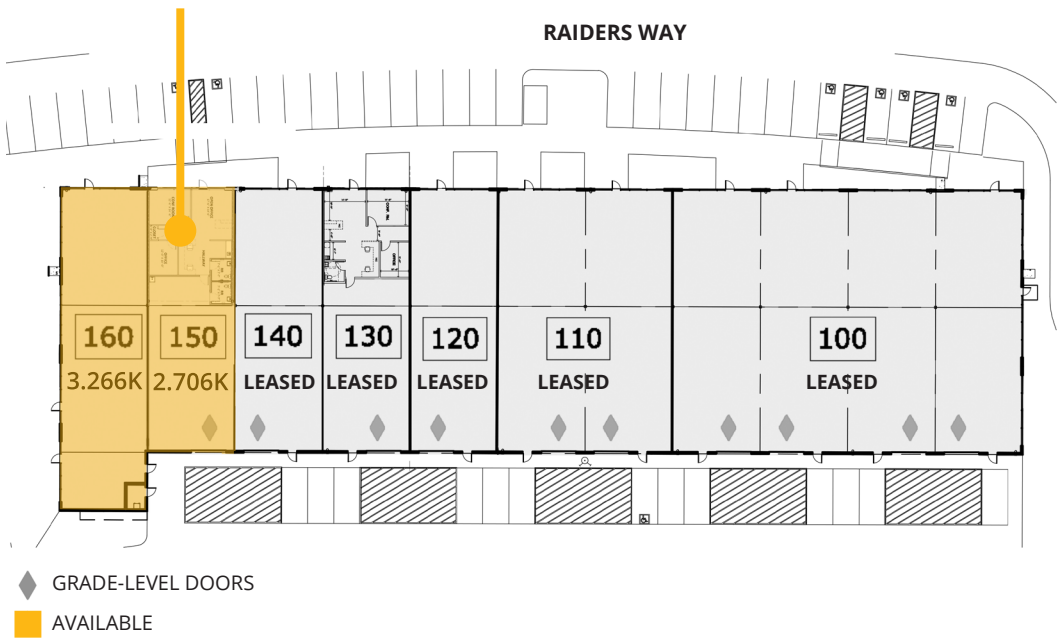 RAIDERS WAY
160 150 140 130 120 110 100
3.266K 2.706K LEASED LEASED LEASED LEASED LEASED
GRADE-LEVEL DOORS
AVAILABLE